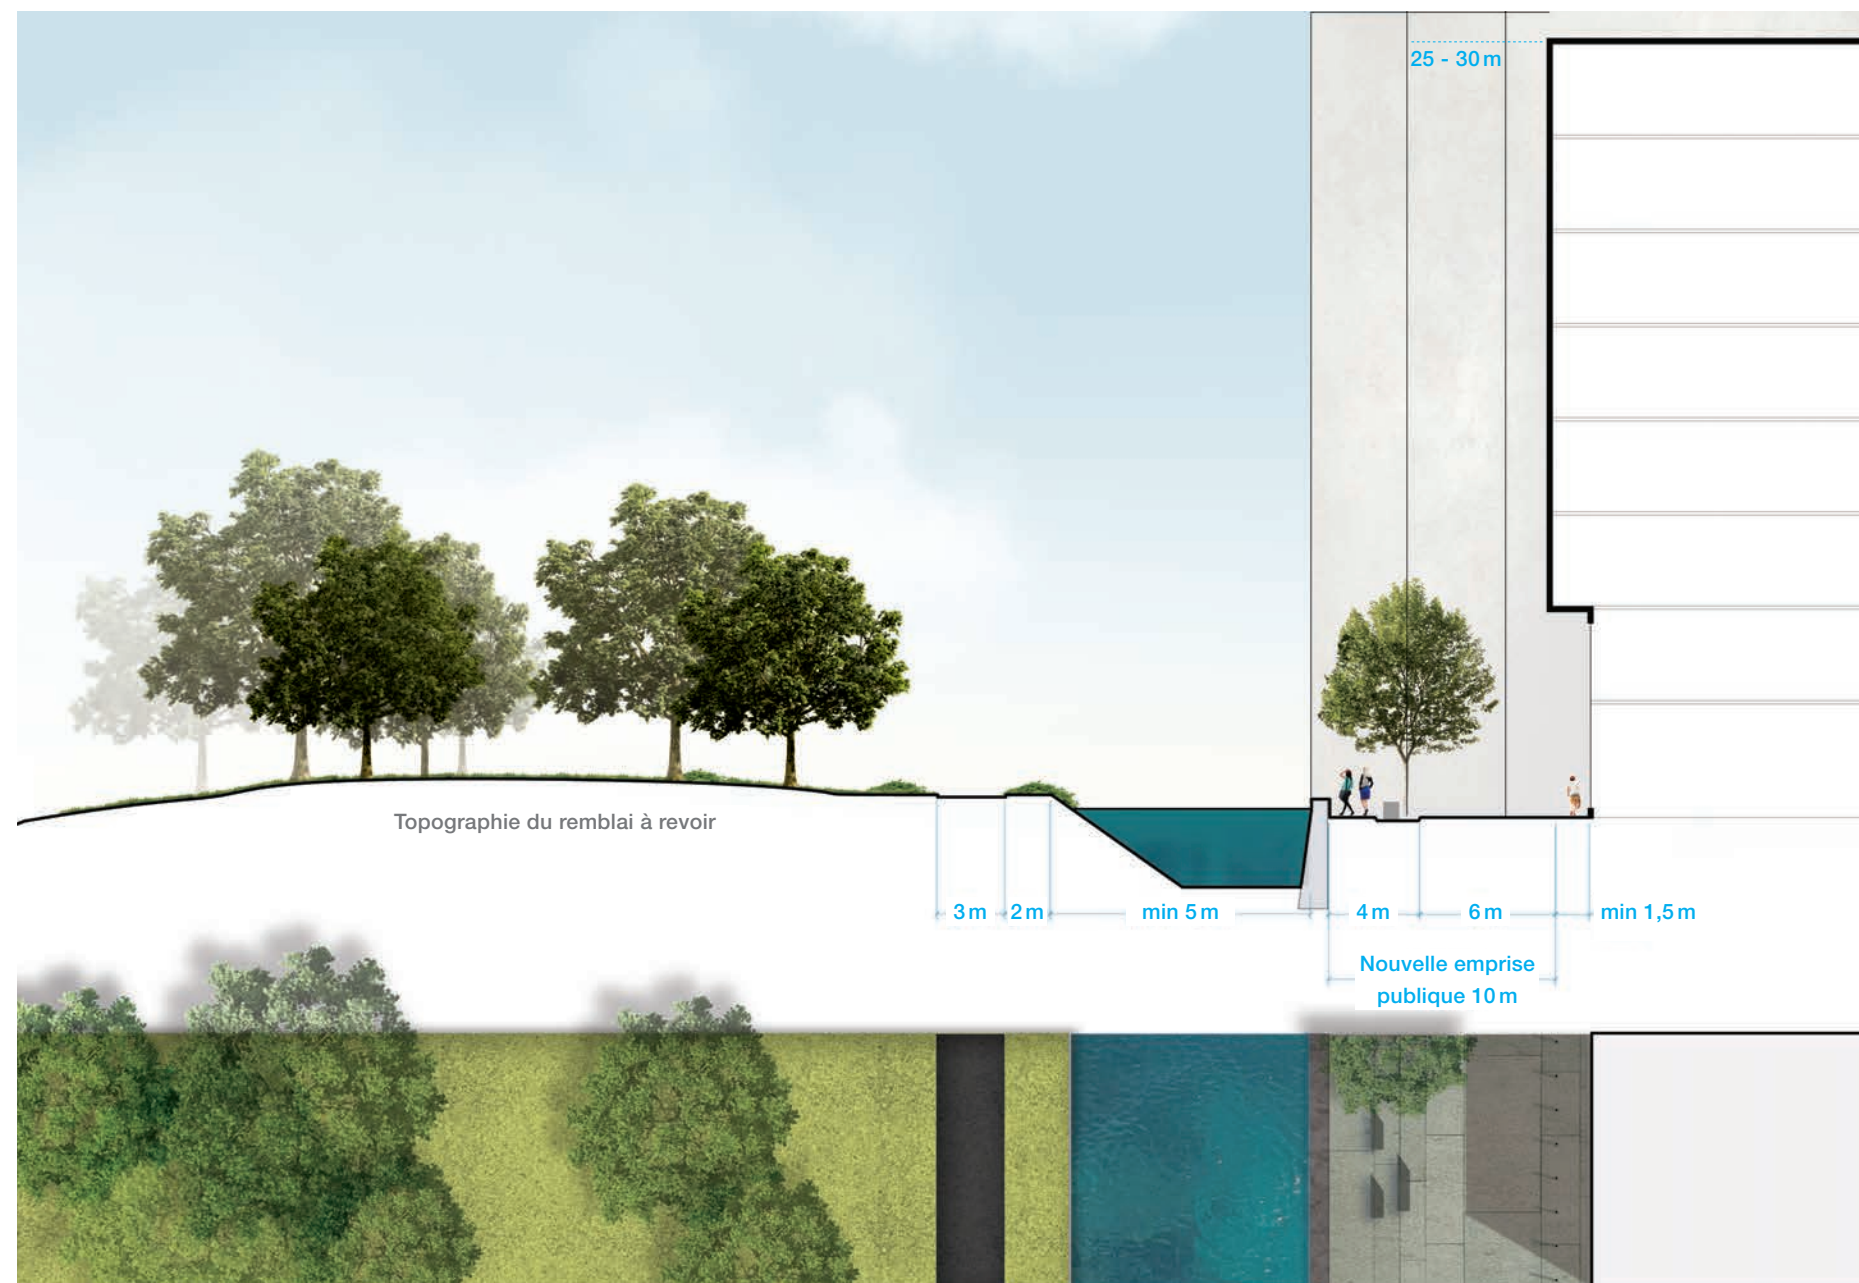 25 - 30 m
Topographie du remblai à revoir
3 m 2 m min 5 m 4 m 6 m min 1,5 m
Nouvelle emprise
publique 10 m